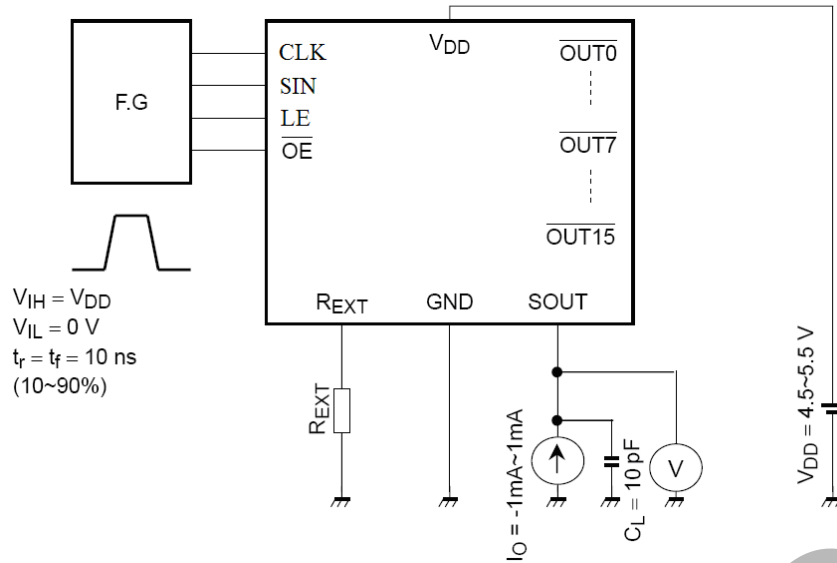 F.G
CLK
SIN
LE
OE
VDD
OUT0
OUT7
OUT15
REXT
GND
SOUT
VIH = VDD
VIL = 0 V
tr = tf = 10 ns
(10~90%)
REXT
IO = -1mA~1mA
CL = 10 pF
V
VDD = 4.5~5.5 V